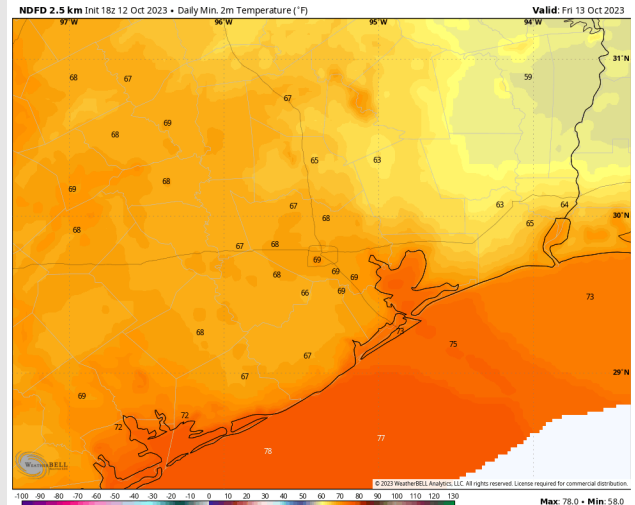 NDFD 2.5 km Init 18z 12 Oct 2023 • Daily Min. 2m Temperature (°F)
Valid: Fri 13 Oct 2023
97°W 96°W 95°W 94°W
31°N
68 67 59
67
69
68
65 63
68
69
63 64
67
68 65
68
30°N
67 68
69
69 69
68
66 69
73
68 73
75
67
29°N
67
69
72
72
77
78
WeatherBELL
© 2023 WeatherBELL Analytics, LLC. All rights reserved. License required for commercial distribution.
-100 -90 -80 -70 -60 -50 -40 -30 -20 -10 0 10 20 30 40 50 60 70 80 90 100 110 120 130
Max: 78.0 • Min: 58.0